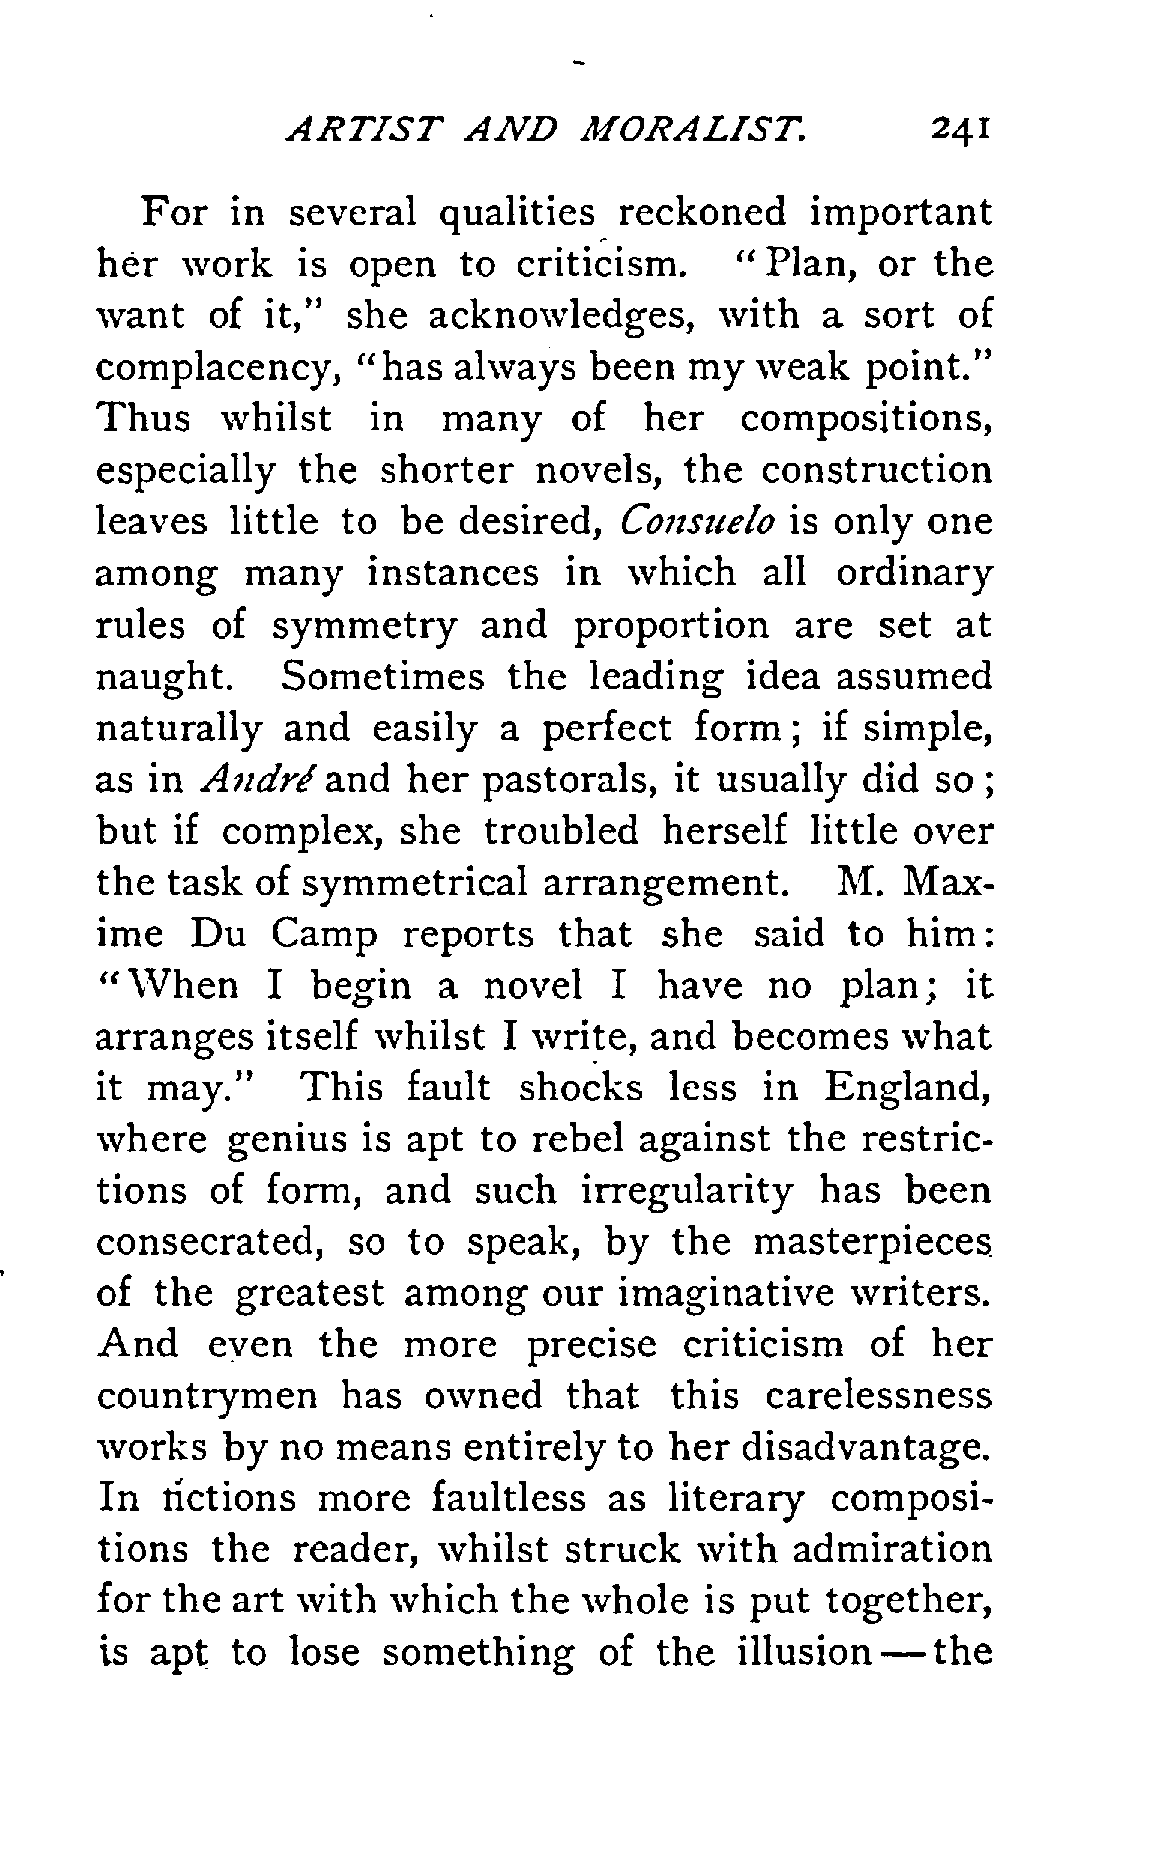 ARTIST AND MORALIST. 241
For in several qualities reckoned important
her work is open to criticism. “Plan, or the
want of it,” she acknowledges, with a sort of
complacency, “has always been my weak point.”
Thus whilst in many of her compositions,
especially the shorter novels, the construction
leaves little to be desired, Consuelo is only one
among many instances in which all ordinary
rules of symmetry and proportion are set at
naught. Sometimes the leading idea assumed
naturally and easily a perfect form; if simple,
as in André and her pastorals, it usually did so;
but if complex, she troubled herself little over
the task of symmetrical arrangement. M. Max-
ime Du Camp reports that she said to him:
“When I begin a novel I have no plan; it
arranges itself whilst I write, and becomes what
it may.” This fault shocks less in England,
where genius is apt to rebel against the restric-
tions of form, and such irregularity has been
consecrated, so to speak, by the masterpieces
of the greatest among our imaginative writers.
And even the more precise criticism of her
countrymen has owned that this carelessness
works by no means entirely to her disadvantage.
In fictions more faultless as literary composi-
tions the reader, whilst struck with admiration
for the art with which the whole is put together,
is apt to lose something of the illusion—the